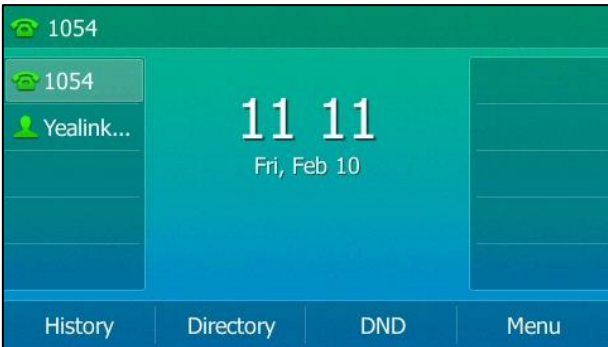 1054
1054
Yealink...
11 11
Fri, Feb 10
History Directory DND Menu